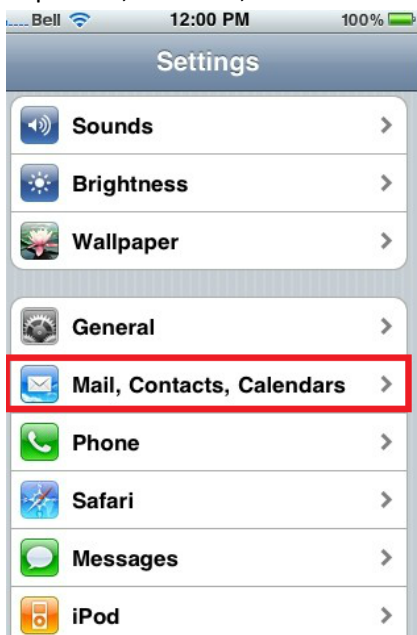 Bell 12:00 PM 100%
Settings
Sounds
Brightness
Wallpaper
General
Mail, Contacts, Calendars
Phone
Safari
Messages
iPod